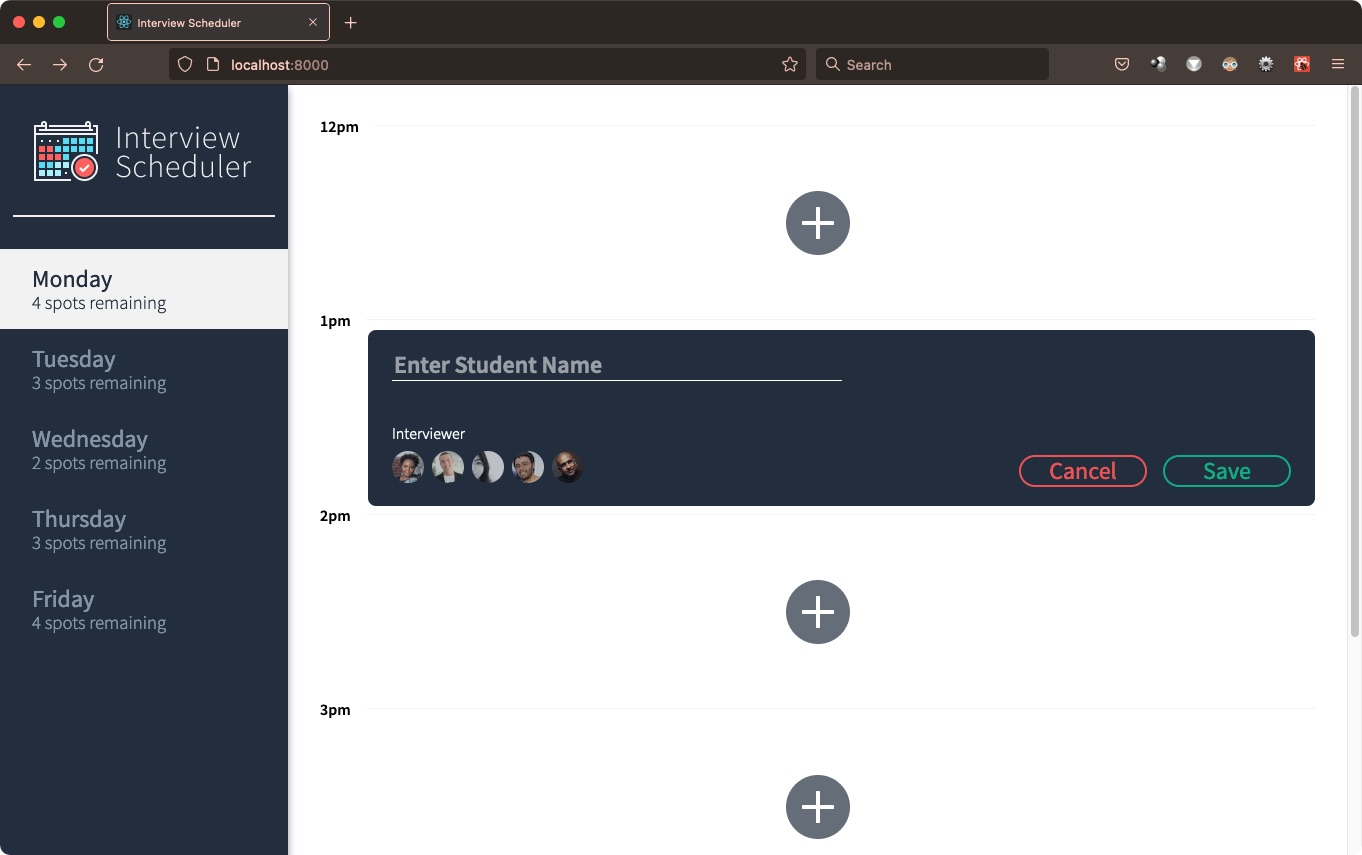 Interview Scheduler
localhost:8000
Search
Interview
Scheduler
Monday
4 spots remaining
Tuesday
3 spots remaining
Wednesday
2 spots remaining
Thursday
3 spots remaining
Friday
4 spots remaining
12pm
1pm
Enter Student Name
Interviewer
Cancel
Save
2pm
3pm